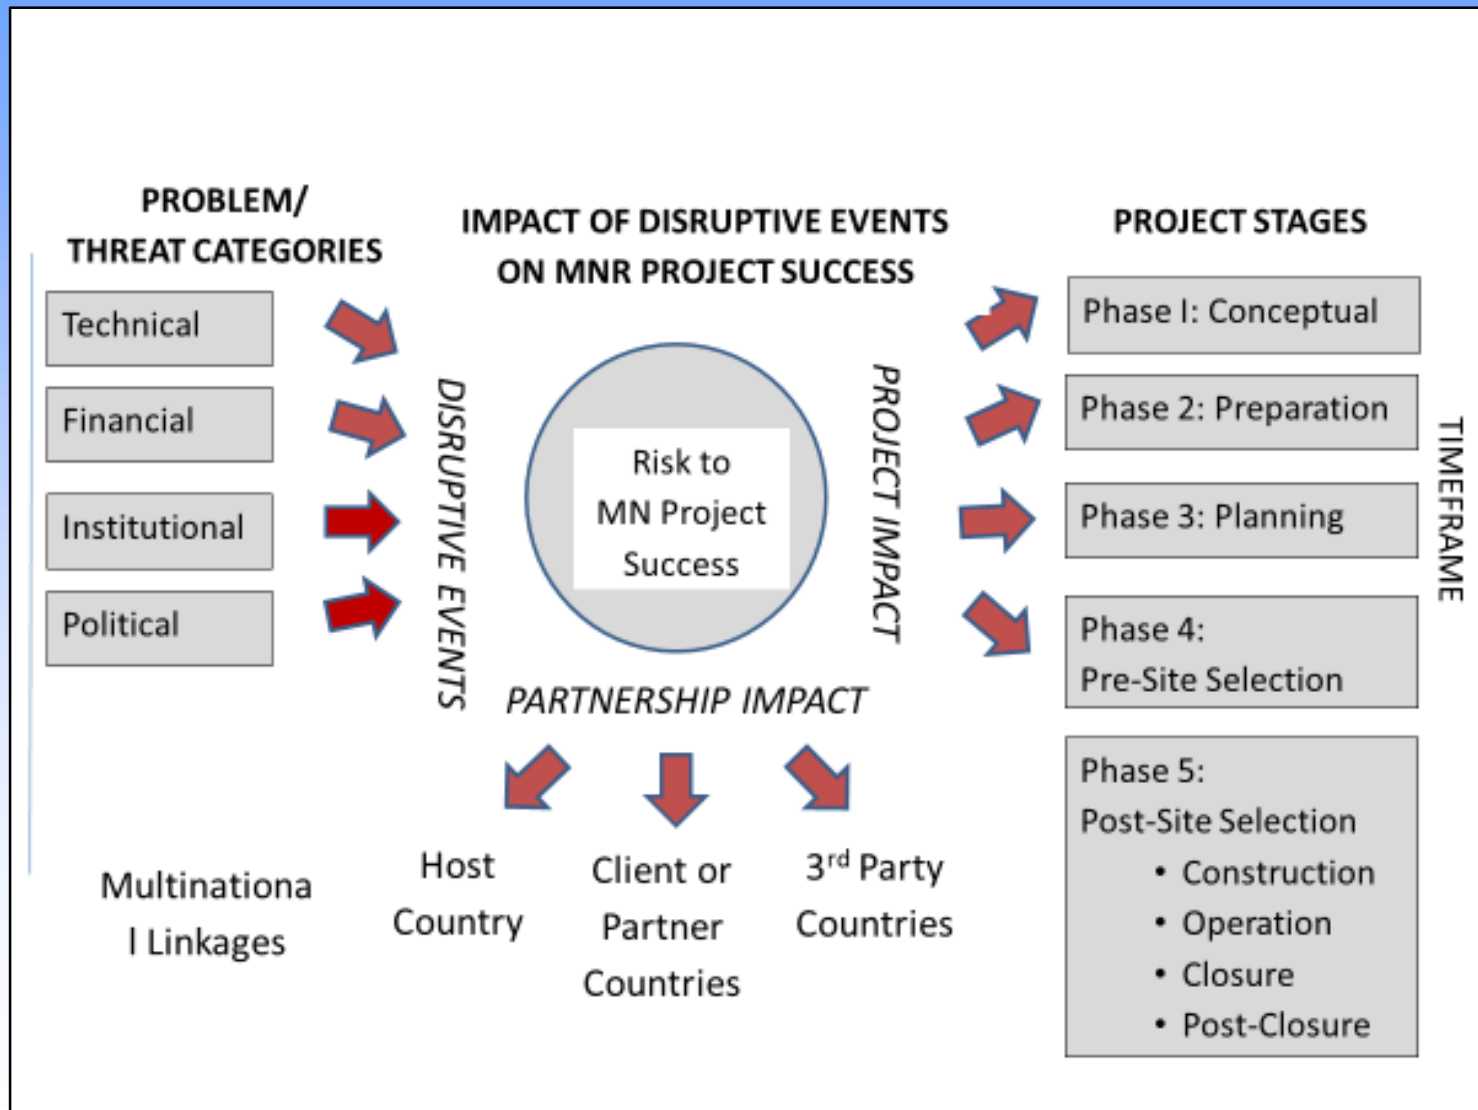 PROBLEM/
THREAT CATEGORIES
Technical
Financial
Institutional
Political
IMPACT OF DISRUPTIVE EVENTS
ON MNR PROJECT SUCCESS
DISRUPTIVE EVENTS
Risk to
MN Project
Success
PROJECT IMPACT
PARTNERSHIP IMPACT
Multinationa
l Linkages
Host
Country
Client or
Partner
Countries
3rd Party
Countries
PROJECT STAGES
Phase I: Conceptual
Phase 2: Preparation
Phase 3: Planning
Phase 4:
Pre-Site Selection
Phase 5:
Post-Site Selection
• Construction
• Operation
• Closure
• Post-Closure
TIMEFRAME